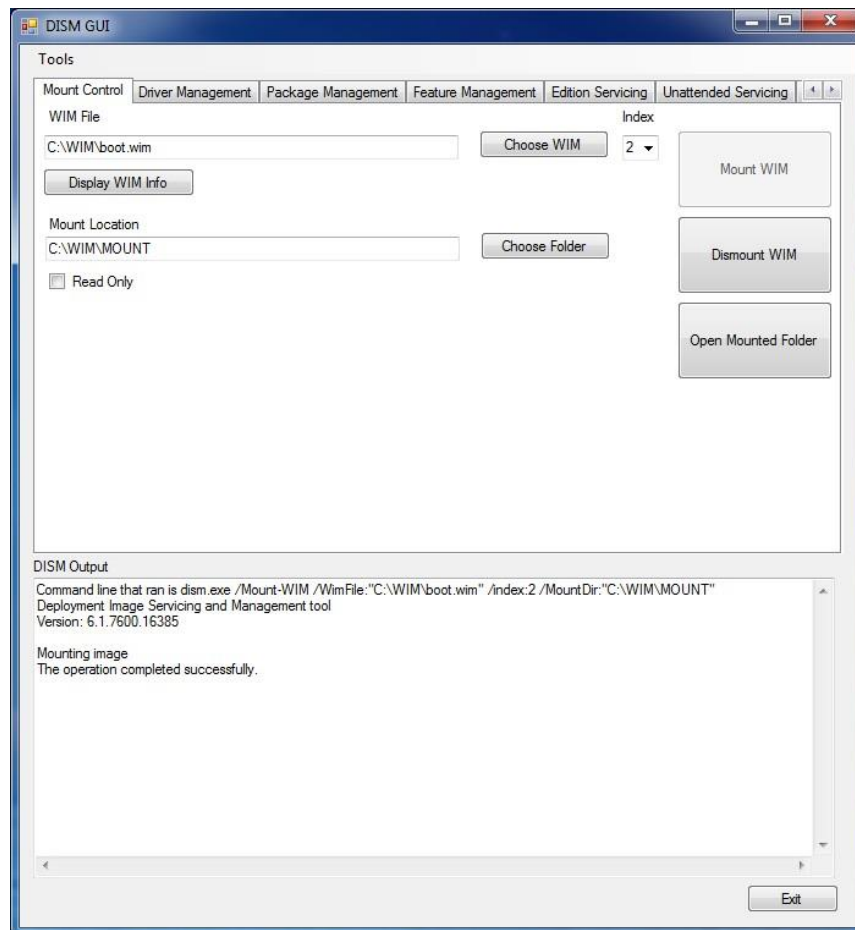 DISM GUI
Tools
Mount Control Driver Management Package Management Feature Management Edition Servicing Unattended Servicing
WIM File Index
C:\WIM\boot.wim Choose WIM 2
Mount WIM
Display WIM Info
Mount Location
C:\WIM\MOUNT Choose Folder
Dismount WIM
Read Only
Open Mounted Folder
DISM Output
Command line that ran is dism.exe /Mount-WIM /WimFile:"C:\WIM\boot.wim" /index:2 /MountDir:"C:\WIM\MOUNT"
Deployment Image Servicing and Management tool
Version: 6.1.7600.16385
Mounting image
The operation completed successfully.
Exit